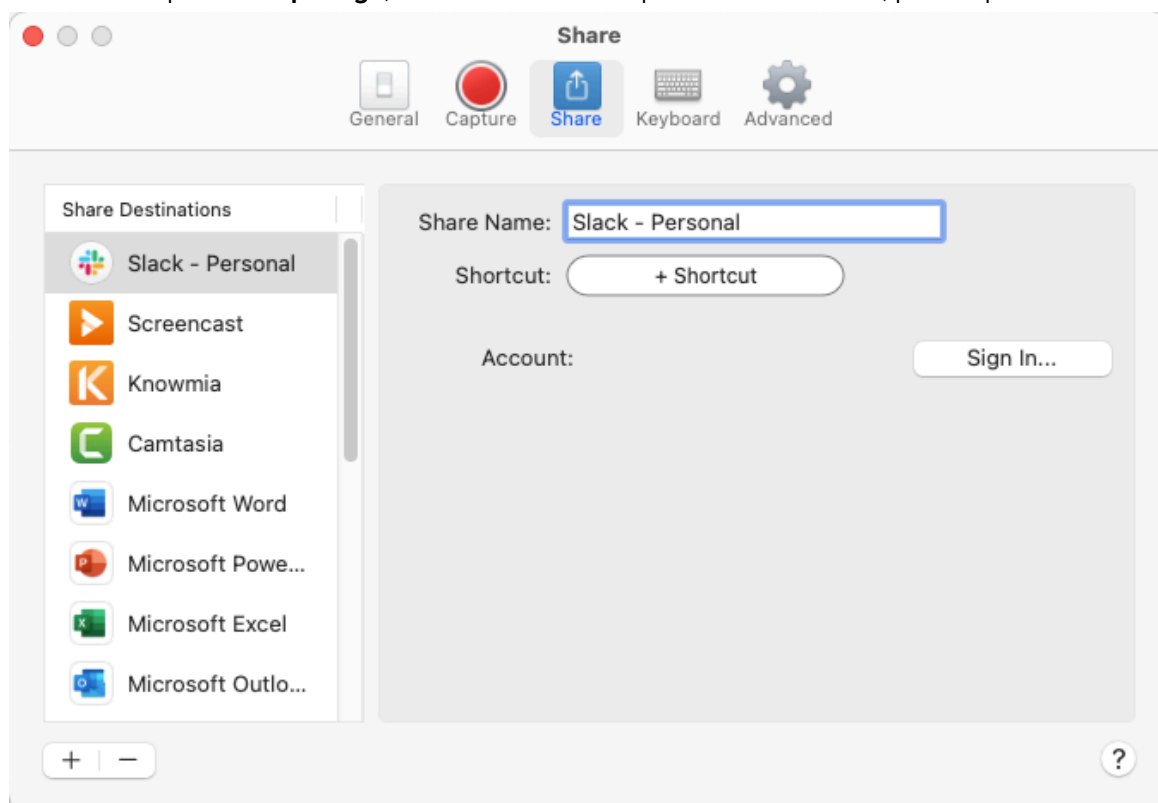 Share
General Capture Share Keyboard Advanced
Share Destinations
Share Name: Slack - Personal
Slack - Personal
Shortcut: + Shortcut
Screencast
Account: Sign In...
Knowmia
Camtasia
Microsoft Word
Microsoft Powe...
Microsoft Excel
Microsoft Outlo...
+ −
?